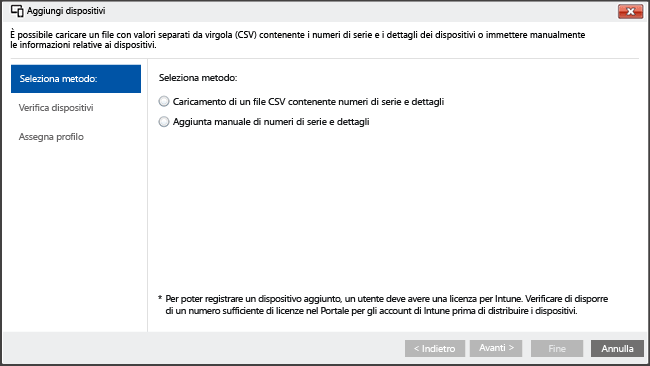 Aggiungi dispositivi
È possibile caricare un file con valori separati da virgola (CSV) contenente i numeri di serie e i dettagli dei dispositivi o immettere manualmente
le informazioni relative ai dispositivi.
Seleziona metodo:
Verifica dispositivi
Assegna profilo
Seleziona metodo:
Caricamento di un file CSV contenente numeri di serie e dettagli
Aggiunta manuale di numeri di serie e dettagli
* Per poter registrare un dispositivo aggiunto, un utente deve avere una licenza per Intune. Verificare di disporre
di un numero sufficiente di licenze nel Portale per gli account di Intune prima di distribuire i dispositivi.
< Indietro
Avanti >
Fine
Annulla